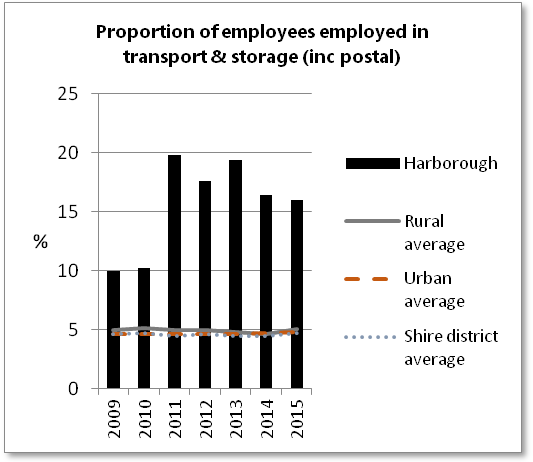 Proportion of employees employed in
transport & storage (inc postal)
25
20
15
10
5
0
%
2009
2010
2011
2012
2013
2014
2015
Harborough
Rural
average
Urban
average
Shire district
average